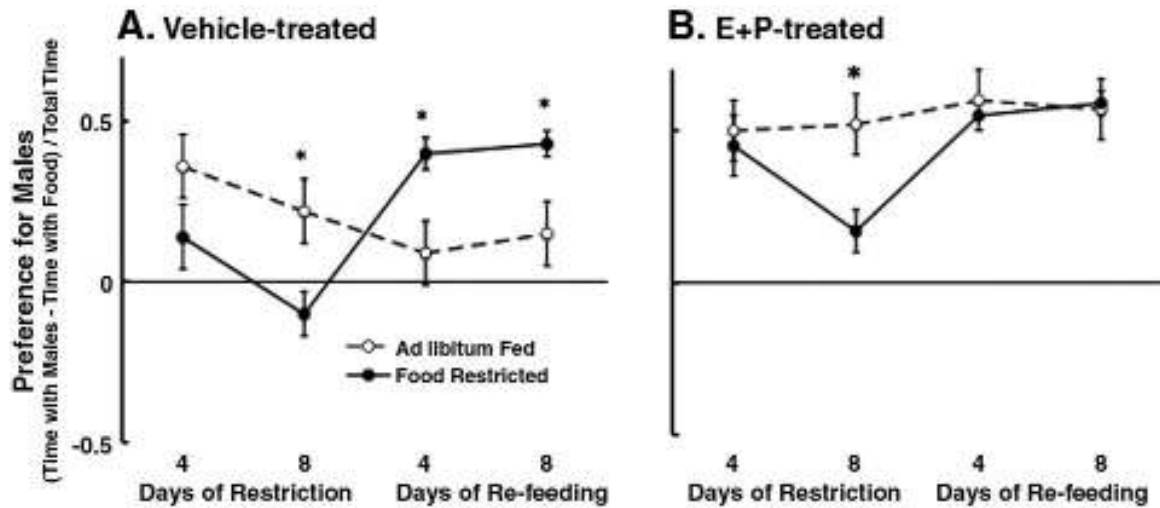 A. Vehicle-treated
B. E+P-treated
Preference for Males
(Time with Males - Time with Food) / Total Time
0.5
0
-0.5
*
*
*
*
Ad libitum Fed
Food Restricted
4 8 4 8
Days of Restriction Days of Re-feeding
4 8 4 8
Days of Restriction Days of Re-feeding